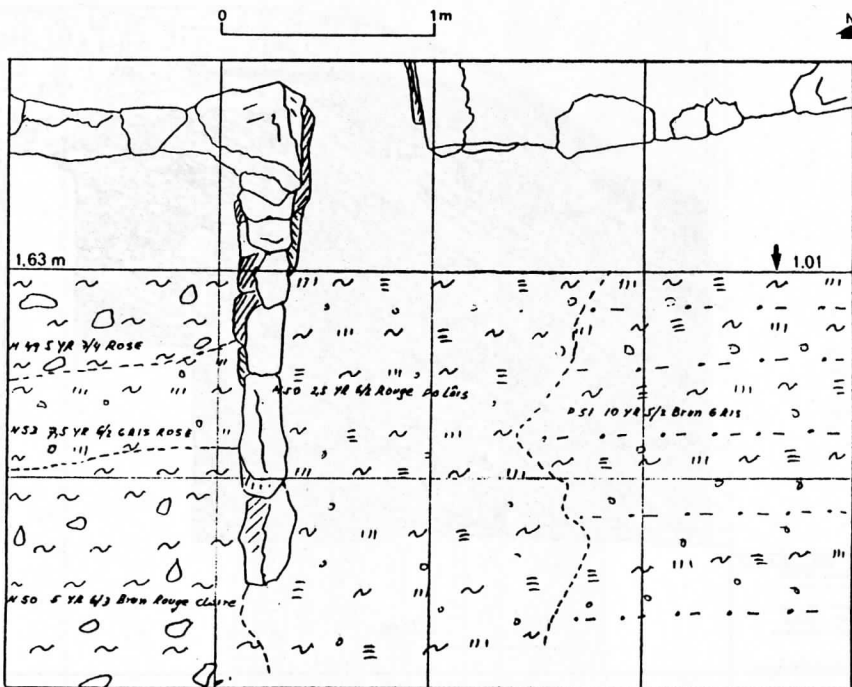 0 1m
N
1,63 m 1.01
M 49 5 YR 7/4 ROSE
N 50 2,5 YR 6/2 Rouge
D 51 10 YR 5/2 Bron GRIS
N 53 7,5 YR 6/2 GRIS ROSE
N 50 5 YR 6/3 Bron Rouge Claire